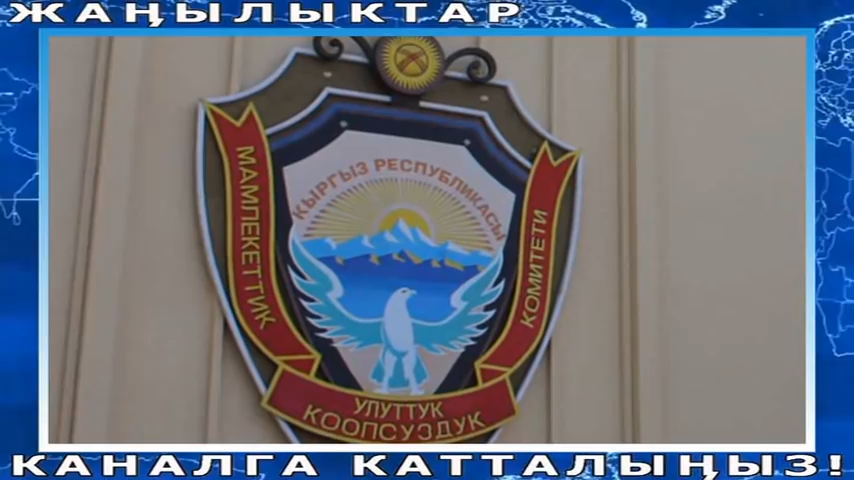 ЖАҢЫЛЫКТАР
КЫРГЫЗ РЕСПУБЛИКАСЫ
МАМЛЕКЕТТИК
УЛУТТУК
КООПСУЗДУК
КОМИТЕТИ
КАНАЛГА КАТТАЛЫҢЫЗ!